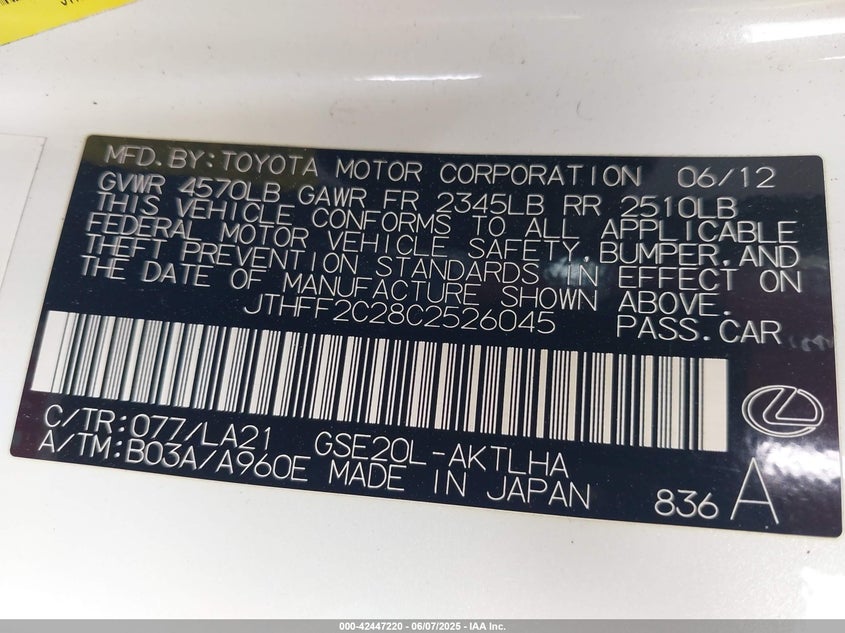 MFD.BY:TOYOTA MOTOR CORPORATION 06/12
GVWR 4570LB GAWR FR 2345LB RR 2510LB
THIS VEHICLE CONFORMS TO ALL APPLICABLE
FEDERAL MOTOR VEHICLE SAFETY,BUMPER,AND
THEFT PREVENTION STANDARDS IN EFFECT ON
THE DATE OF MANUFACTURE SHOWN ABOVE.
JTHFF2C28C2526045 PASS.CAR
C/TR:077/LA21 GSE20L-AKTLHA
A/TM:B03A/A960E MADE IN JAPAN 836 A
000-42447220 - 06/07/2025 - IAA Inc.